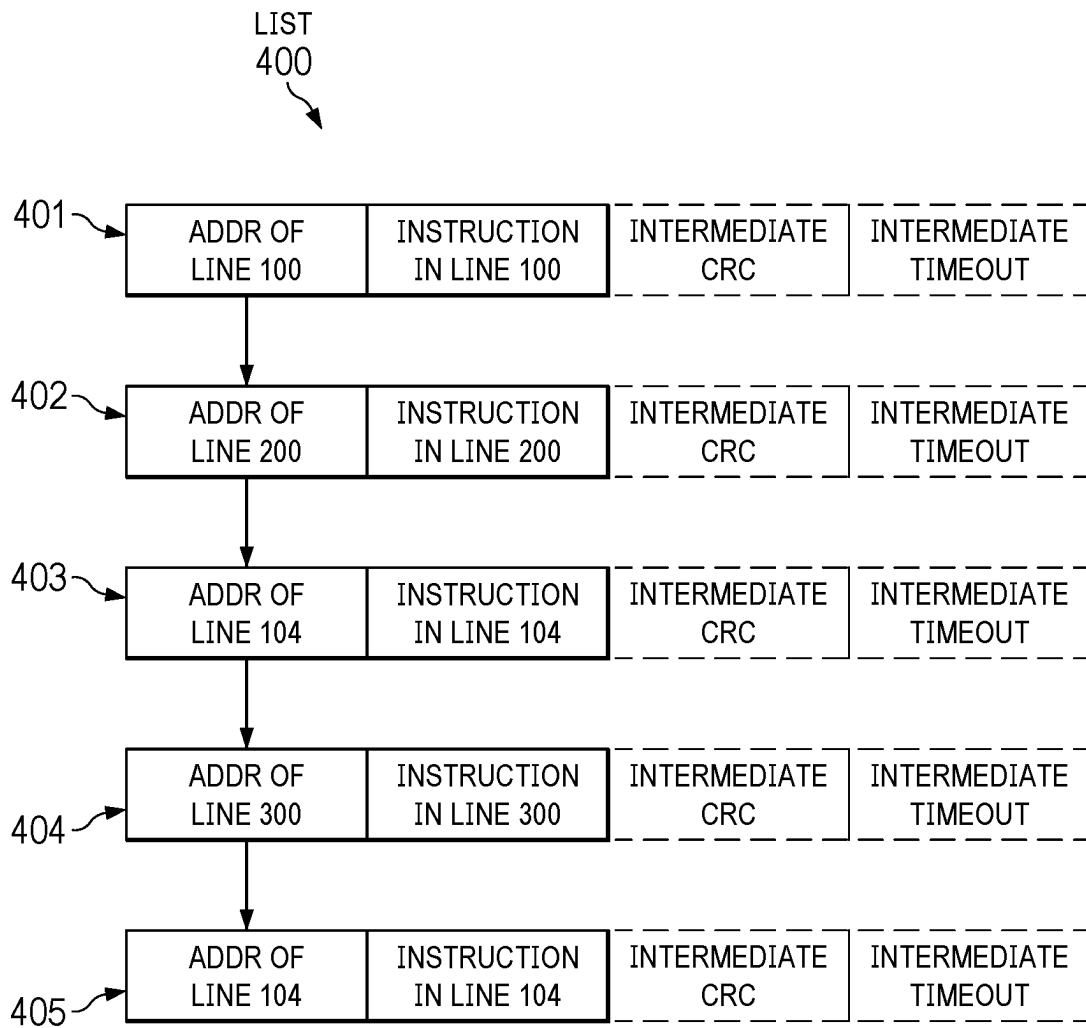 LIST
400
401
ADDR OF
LINE 100
INSTRUCTION
IN LINE 100
INTERMEDIATE
CRC
INTERMEDIATE
TIMEOUT
402
ADDR OF
LINE 200
INSTRUCTION
IN LINE 200
INTERMEDIATE
CRC
INTERMEDIATE
TIMEOUT
403
ADDR OF
LINE 104
INSTRUCTION
IN LINE 104
INTERMEDIATE
CRC
INTERMEDIATE
TIMEOUT
404
ADDR OF
LINE 300
INSTRUCTION
IN LINE 300
INTERMEDIATE
CRC
INTERMEDIATE
TIMEOUT
405
ADDR OF
LINE 104
INSTRUCTION
IN LINE 104
INTERMEDIATE
CRC
INTERMEDIATE
TIMEOUT